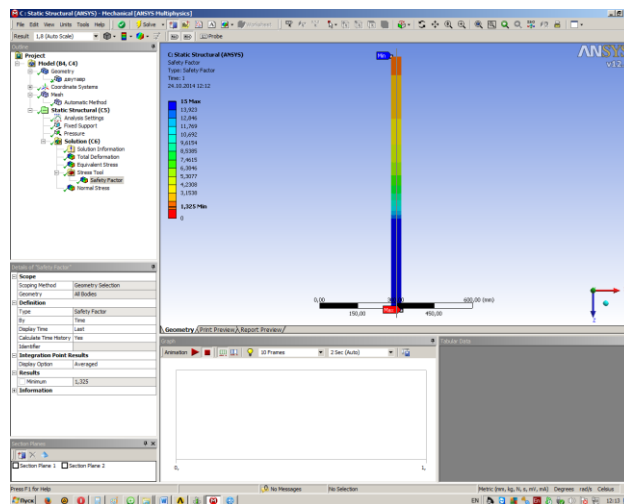 C: Static Structural (ANSYS) - Mechanical [ANSYS Multiphysics]
File Edit View Units Tools Help Solve
Result 1,0 (Auto Scale) Probe
Outline
Project
Model (B4, C4)
Geometry
двутавр
Coordinate Systems
Mesh
Automatic Method
Static Structural (C5)
Analysis Settings
Fixed Support
Pressure
Solution (C6)
Solution Information
Total Deformation
Equivalent Stress
Stress Tool
Safety Factor
Normal Stress
C: Static Structural (ANSYS)
Safety Factor
Type: Safety Factor
Time: 1
24.10.2014 12:12
15 Max
13,923
12,846
11,769
10,692
9,6154
8,5385
7,4615
6,3846
5,3077
4,2308
3,1538
1,325 Min
0
Min
Max
ANSYS
0,00
600,00 (mm)
150,00
450,00
Z
Geometry Print Preview Report Preview
Details of "Safety Factor"
Scope
Scoping Method Geometry Selection
Geometry All Bodies
Definition
Type Safety Factor
By Time
Display Time Last
Calculate Time History Yes
Identifier
Integration Point Results
Display Option Averaged
Results
Minimum 1,325
Information
Graph
Animation 10 Frames 2 Sec (Auto)
0,
1,
Tabular Data
Section Planes
Section Plane 1 Section Plane 2
Press F1 for Help
No Messages
No Selection
Metric (mm, kg, N, s, mV, mA) Degrees rad/s Celsius
Пуск
EN
12:13